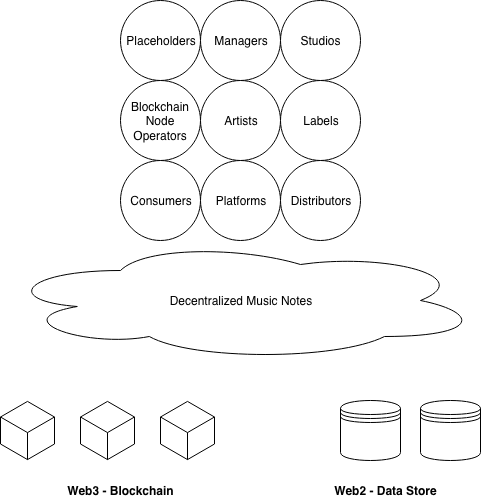 Placeholders
Managers
Studios
Blockchain
Node
Operators
Artists
Labels
Consumers
Platforms
Distributors
Decentralized Music Notes
Web3 - Blockchain
Web2 - Data Store